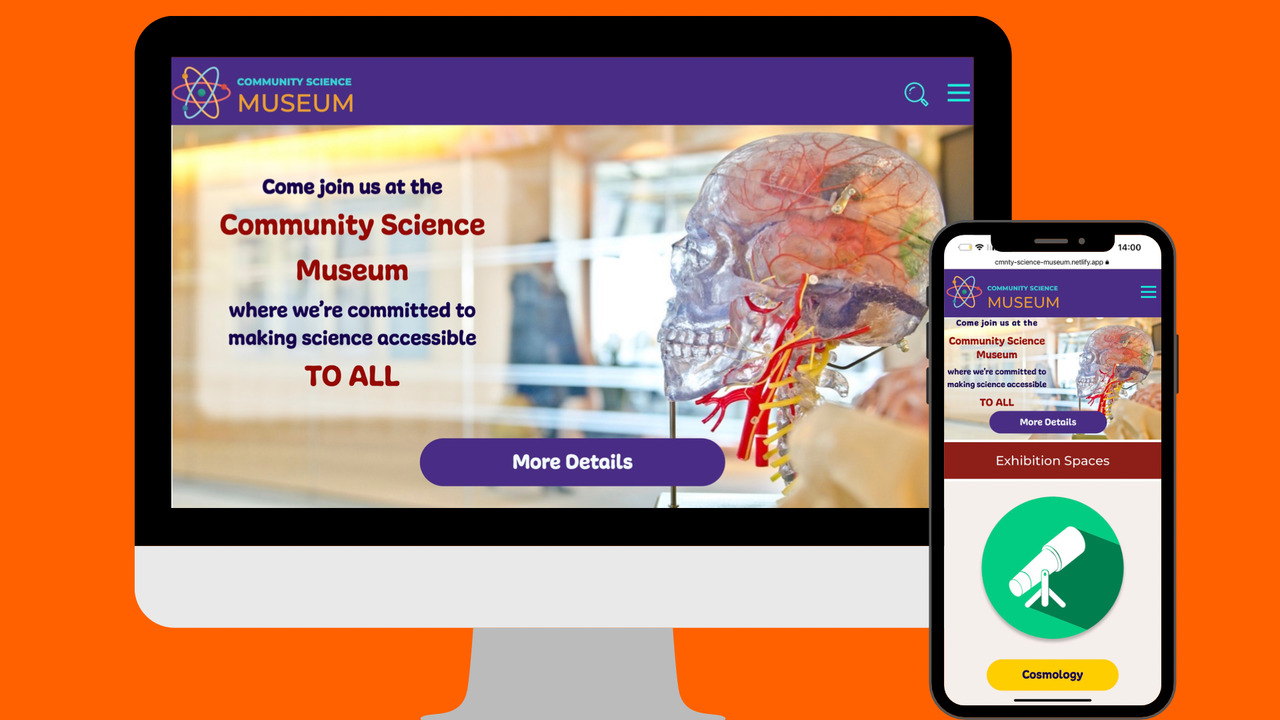 COMMUNITY SCIENCE
MUSEUM
Come join us at the
Community Science
Museum
where we're committed to
making science accessible
TO ALL
More Details
14:00
cmnty-science-museum.netlify.app
COMMUNITY SCIENCE
MUSEUM
Come join us at the
Community Science
Museum
where we're committed to
making science accessible
TO ALL
More Details
Exhibition Spaces
Cosmology